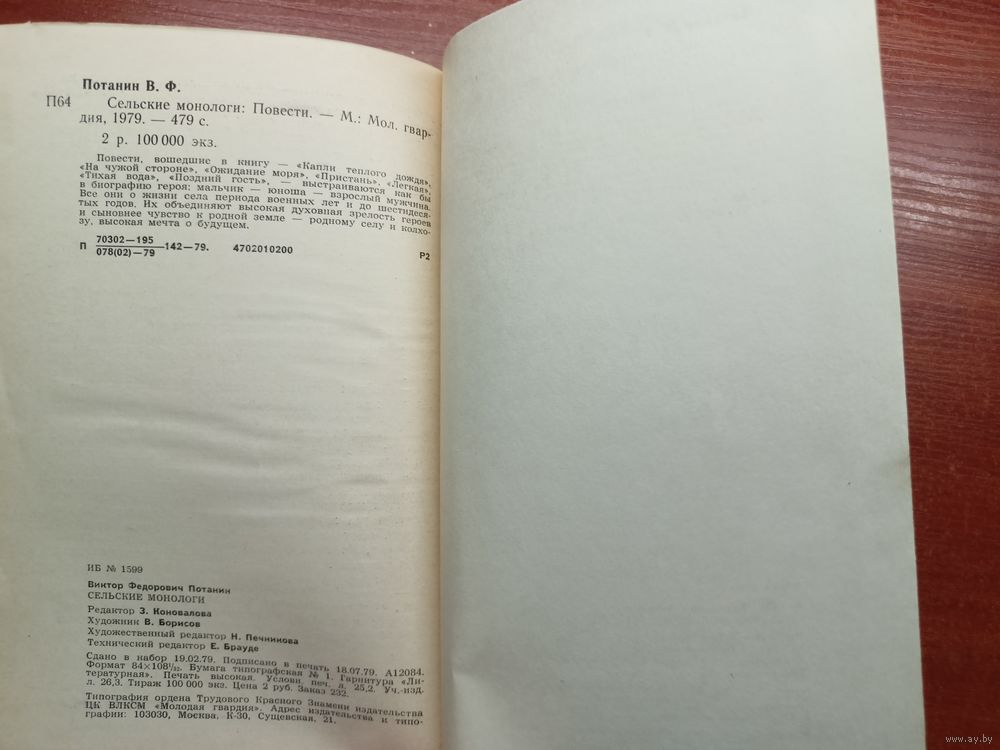 Потанин В. Ф.
П64 Сельские монологи: Повести. — М.: Мол. гвар-
дия, 1979. — 479 с.
2 р. 100 000 экз.
Повести, вошедшие в книгу — «Капли теплого дождя»,
«На чужой стороне», «Ожидание моря», «Пристань», «Легкая»,
«Тихая вода», «Поздний гость», — выстраиваются как бы
в биографию героя: мальчик — юноша — взрослый мужчина.
Все они о жизни села периода военных лет и до шестидеся-
тых годов. Их объединяют высокая духовная зрелость героев
и сыновнее чувство к родной земле — родному селу и колхо-
зу, высокая мечта о будущем.
П 70302—195
078(02)—79 142—79. 4702010200 Р2
ИБ № 1599
Виктор Федорович Потанин
СЕЛЬСКИЕ МОНОЛОГИ
Редактор З. Коновалова
Художник В. Борисов
Художественный редактор Н. Печникова
Технический редактор Е. Брауде
Сдано в набор 19.02.79. Подписано в печать 18.07.79. А12084.
Формат 84×108¹/₃₂. Бумага типографская № 1. Гарнитура «Ли-
тературная». Печать высокая. Услови. печ. л. 25,2. Уч.-изд.
л. 26,3. Тираж 100 000 экз. Цена 2 руб. Заказ 232.
Типография ордена Трудового Красного Знамени издательства
ЦК ВЛКСМ «Молодая гвардия». Адрес издательства и типо-
графии: 103030, Москва, К-30, Сущевская, 21.
www.ay.by